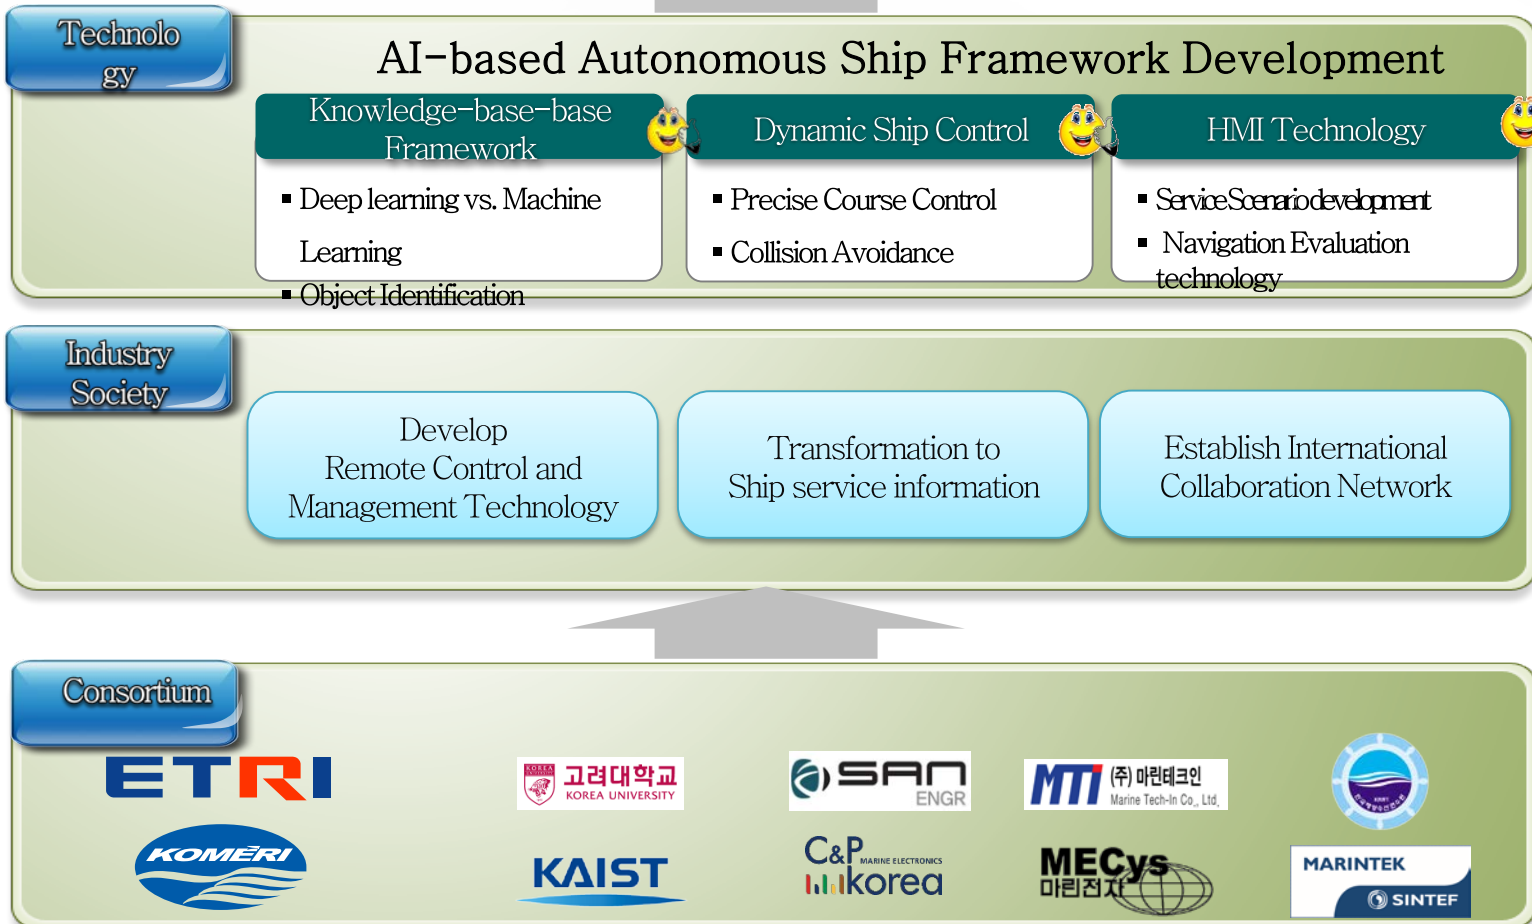 Technolo
gy
AI-based Autonomous Ship Framework Development
Knowledge-base-base
Framework
▪ Deep learning vs. Machine
Learning
▪ Object Identification
Dynamic Ship Control
▪ Precise Course Control
▪ Collision Avoidance
HMI Technology
▪ Service Scenario development
▪ Navigation Evaluation
technology
Industry
Society
Develop
Remote Control and
Management Technology
Transformation to
Ship service information
Establish International
Collaboration Network
Consortium
ETRI
KOREA
고려대학교
KOREA UNIVERSITY
SAN
ENGR
MTi
(주) 마린테크인
Marine Tech-In Co., Ltd.
KOMERI
KAIST
C&P MARINE ELECTRONICS
korea
MECys
마린전자
MARINTEK
SINTEF